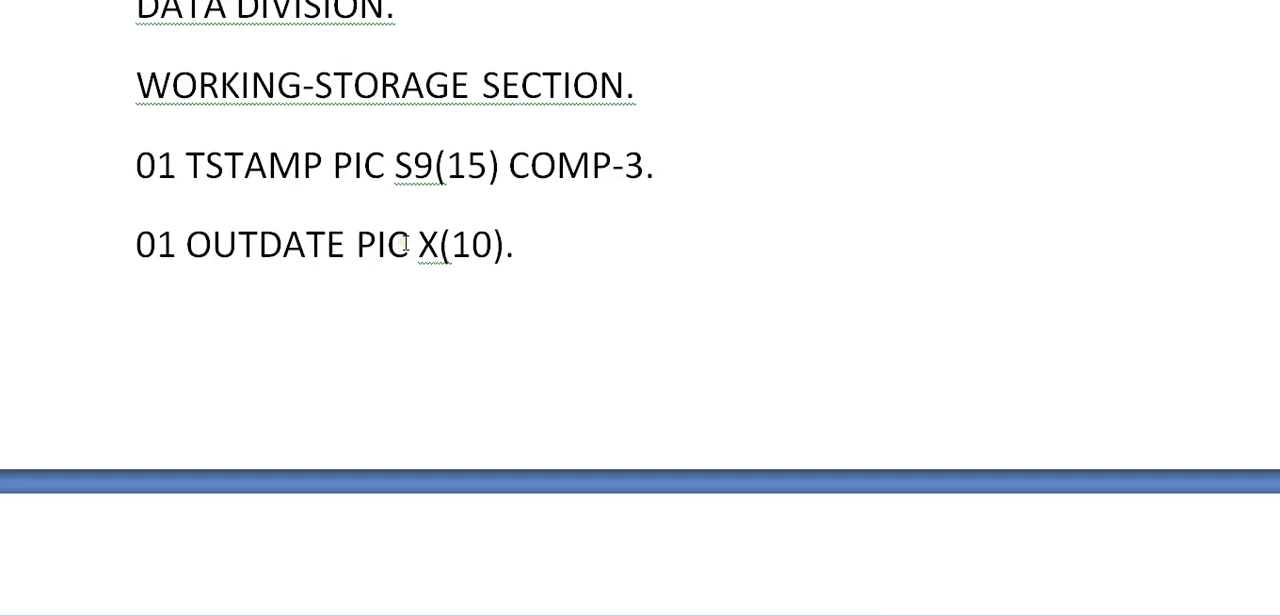 DATA DIVISION.
WORKING-STORAGE SECTION.
01 TSTAMP PIC S9(15) COMP-3.
01 OUTDATE PIC X(10).